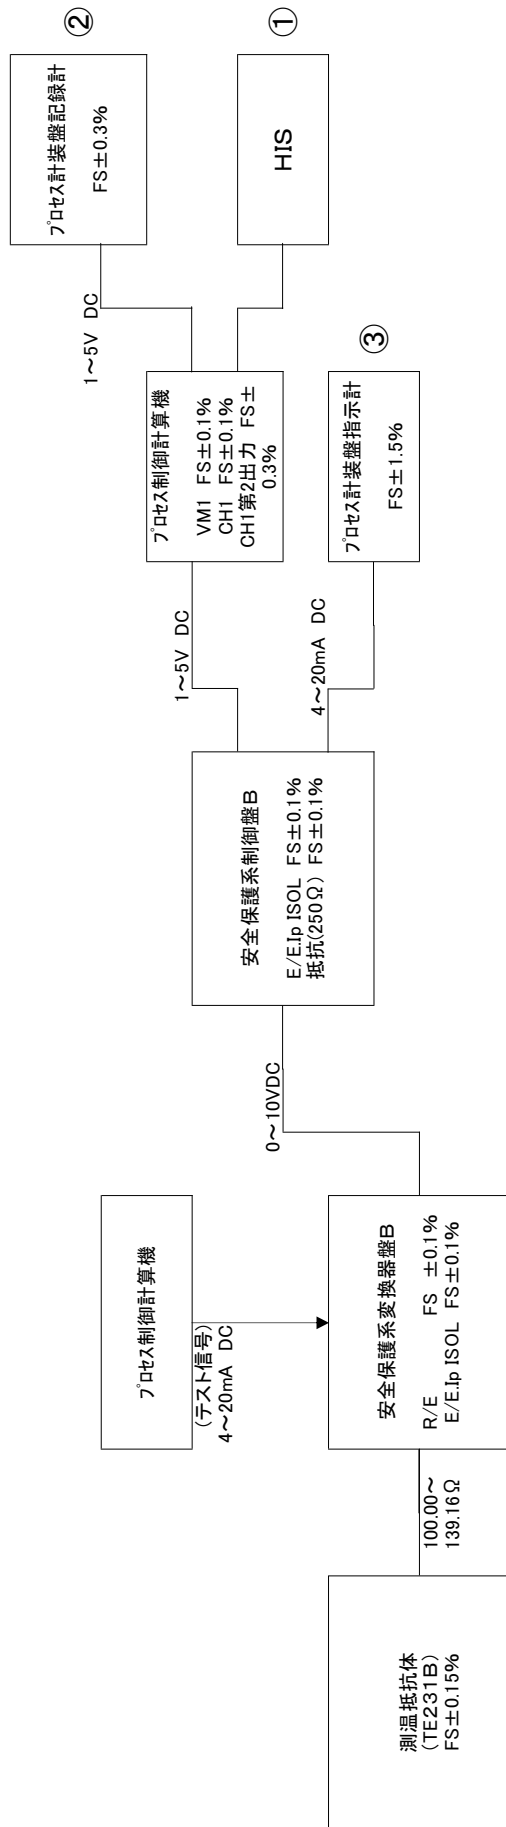 測温抵抗体
(TE231B)
FS±0.15%
100.00～
139.16Ω
プロセス制御計算機
(テスト信号)
4～20mA DC
安全保護系変換器盤B
R/E FS ±0.1%
E/E.Ip ISOL FS±0.1%
0～10VDC
安全保護系制御盤B
E/E.Ip ISOL FS±0.1%
抵抗(250Ω) FS±0.1%
1～5V DC
4～20mA DC
プロセス制御計算機
VM1 FS±0.1%
CH1 FS±0.1%
CH1第2出力 FS±
0.3%
プロセス計装盤指示計
FS±1.5%
③
1～5V DC
プロセス計装盤記録計
FS±0.3%
②
HIS
①